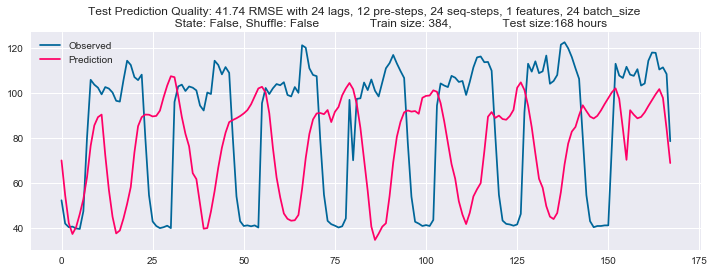 Test Prediction Quality: 41.74 RMSE with 24 lags, 12 pre-steps, 24 seq-steps, 1 features, 24 batch_size
State: False, Shuffle: False Train size: 384, Test size:168 hours
Observed
Prediction
120
100
80
60
40
0 25 50 75 100 125 150 175